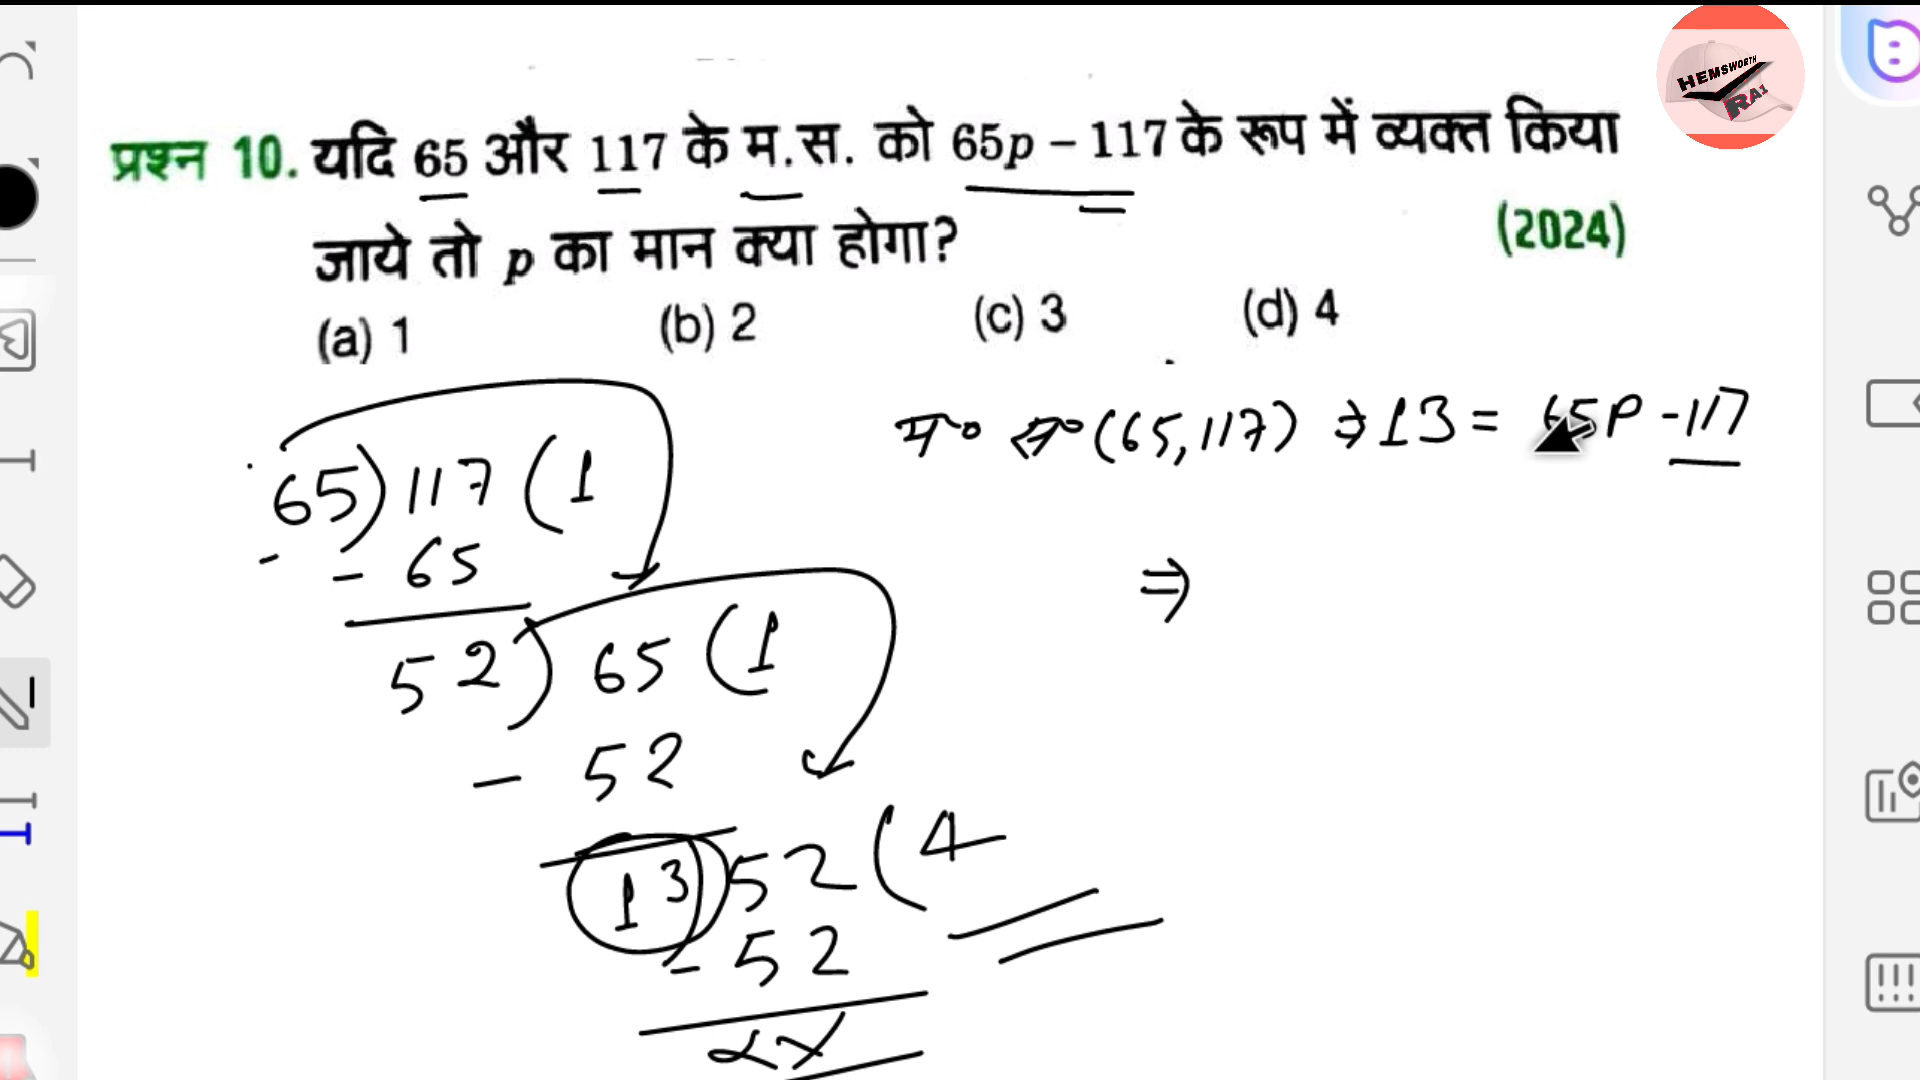 HEMSWORTH
RA1
प्रश्न 10. यदि 65 और 117 के म.स. को 65p – 117 के रूप में व्यक्त किया
जाये तो p का मान क्या होगा?
(2024)
(a) 1 (b) 2 (c) 3 (d) 4
म० स० (65,117) ⇒ 13 = 65P - 117
65) 117 ( 1
- 65
⇒
52) 65 ( 1
- 52
13) 52 ( 4
- 52